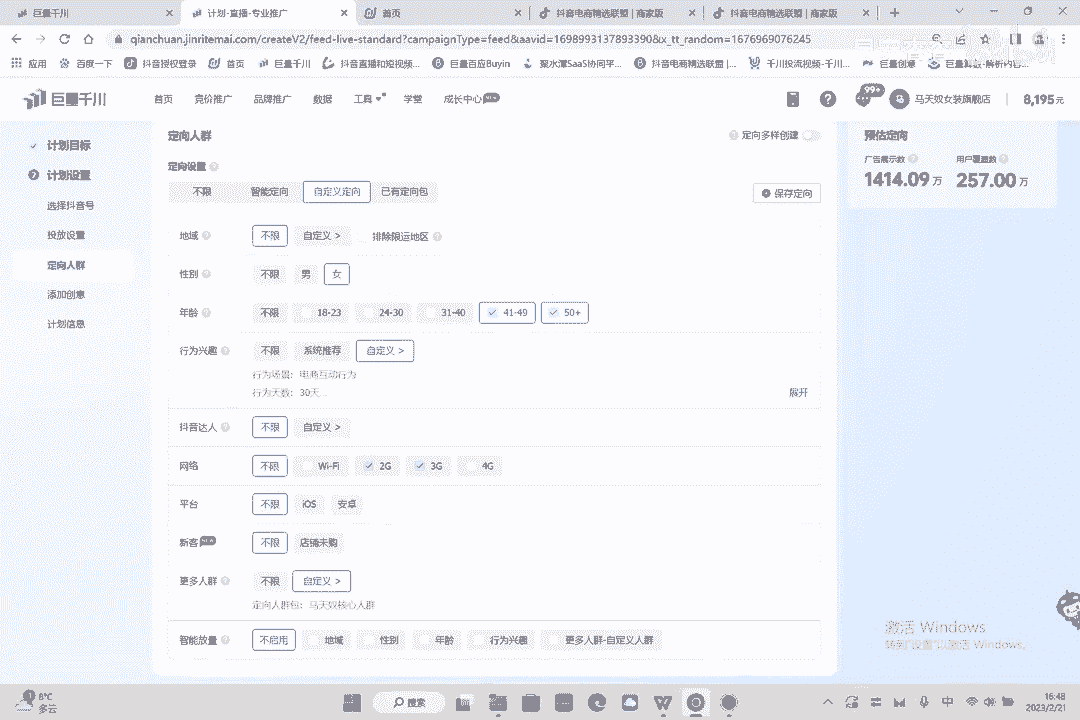 巨量千川
计划-直播-专业推广
首页
抖音电商精选联盟 | 商家版
抖音电商精选联盟 | 商家版
qianchuan.jinritemai.com/createV2/feed-live-standard?campaignType=feed&aavid=1698993137893390&x_tt_random=1676969076245
应用
百度一下
抖音授权登录
首页
巨量千川
抖音直播和短视频...
巨量百应Buyin
聚水潭SaaS协同平...
抖音电商精选联盟 |...
千川投流视频-千川...
巨量创意
巨量千川
首页
竞价推广
品牌推广
数据
工具
学堂
成长中心
99+
马天奴女装旗舰店
8,195元
计划目标
计划设置
选择抖音号
投放设置
定向人群
添加创意
计划信息
定向人群
定向多样创建
定向设置
不限 智能定向 自定义定向 已有定向包
保存定向
地域 不限 自定义 > 排除限运地区
性别 不限 男 女
年龄 不限 18-23 24-30 31-40 41-49 50+
行为兴趣 不限 系统推荐 自定义 >
行为场景：电商互动行为
行为天数：30天...
展开
抖音达人 不限 自定义 >
网络 不限 Wi-Fi 2G 3G 4G
平台 不限 iOS 安卓
新客 不限 店铺未购
更多人群 不限 自定义 >
定向人群包：马天奴核心人群
智能放量 不启用 地域 性别 年龄 行为兴趣 更多人群-自定义人群
预估定向
广告展示数 用户覆盖数
1414.09 万 257.00 万
激活 Windows
转到"设置"以激活 Windows。
8°C
多云
搜索
中
16:48
2023/2/21